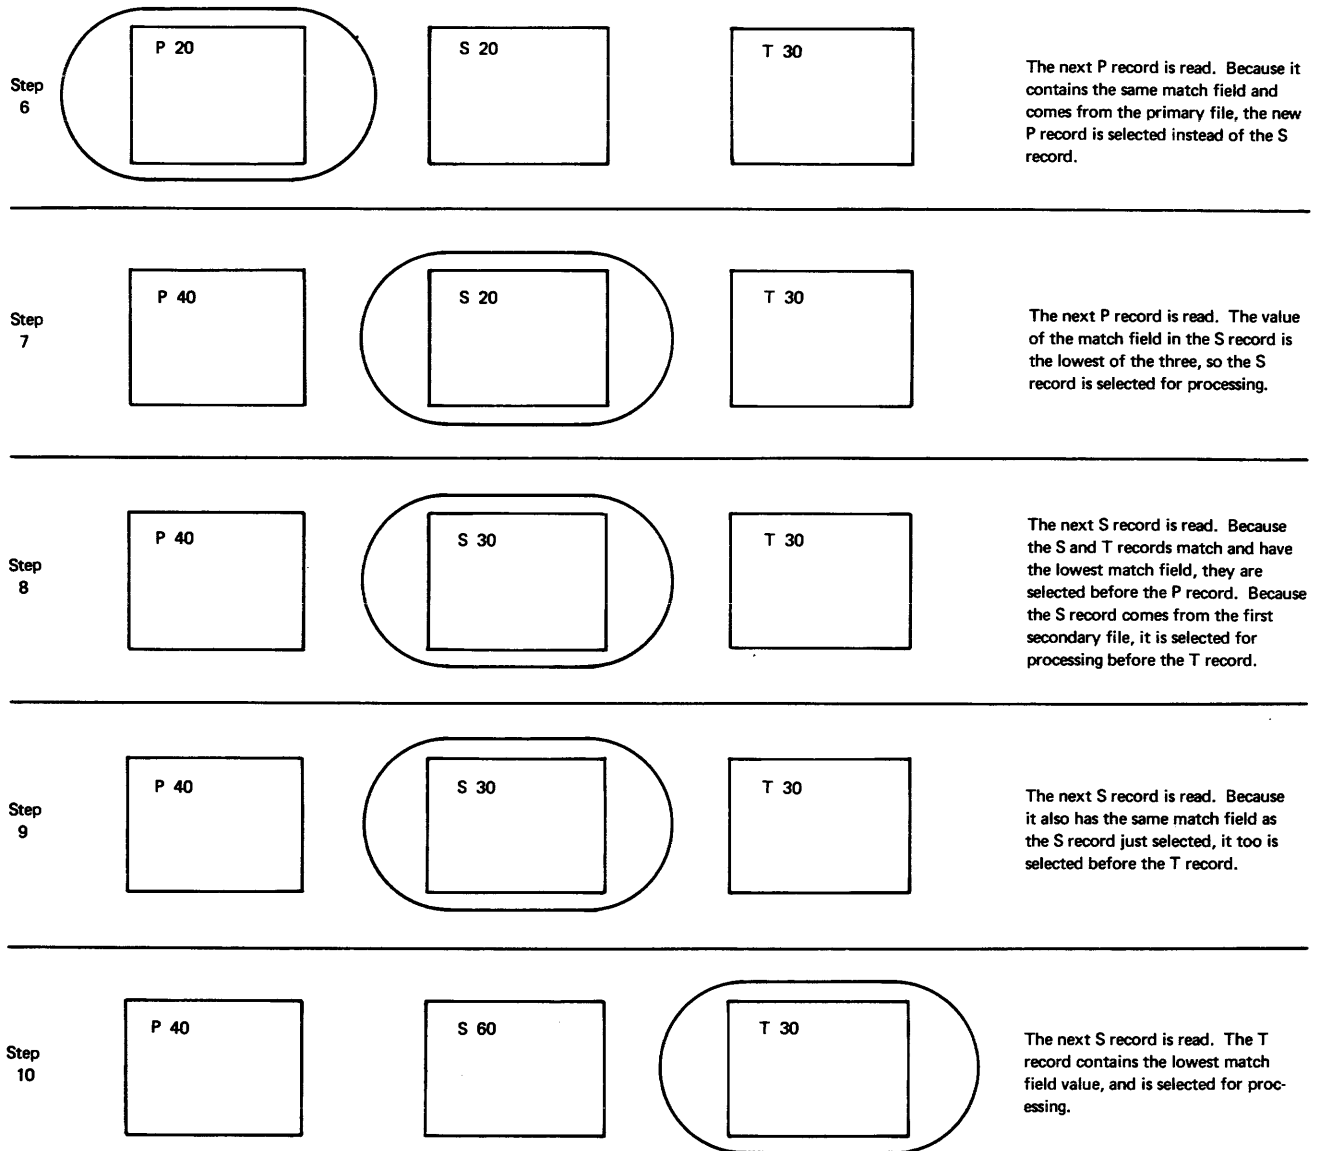 Step
6
P 20
S 20
T 30
The next P record is read. Because it
contains the same match field and
comes from the primary file, the new
P record is selected instead of the S
record.
Step
7
P 40
S 20
T 30
The next P record is read. The value
of the match field in the S record is
the lowest of the three, so the S
record is selected for processing.
Step
8
P 40
S 30
T 30
The next S record is read. Because
the S and T records match and have
the lowest match field, they are
selected before the P record. Because
the S record comes from the first
secondary file, it is selected for
processing before the T record.
Step
9
P 40
S 30
T 30
The next S record is read. Because
it also has the same match field as
the S record just selected, it too is
selected before the T record.
Step
10
P 40
S 60
T 30
The next S record is read. The T
record contains the lowest match
field value, and is selected for proc-
essing.